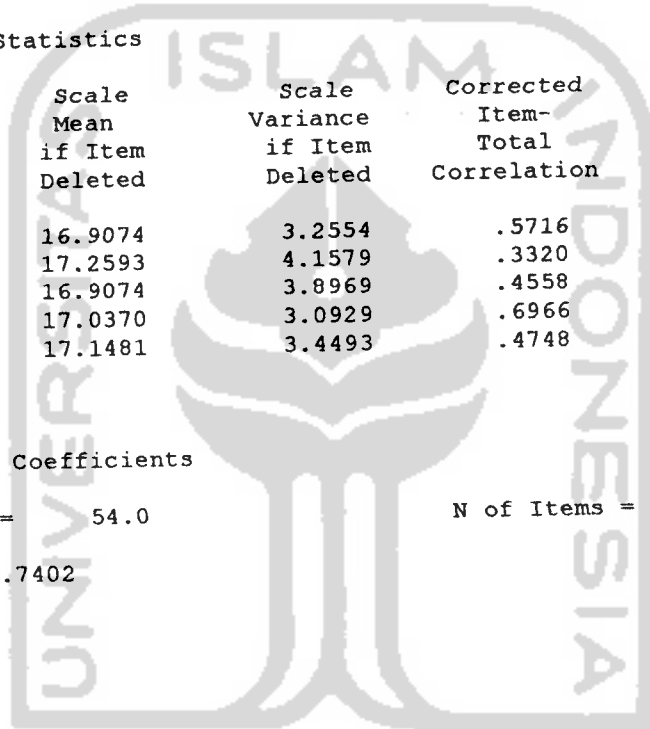 Statistics
Scale Scale Corrected
Mean Variance Item-
if Item if Item Total
Deleted Deleted Correlation
16.9074 3.2554 .5716
17.2593 4.1579 .3320
16.9074 3.8969 .4558
17.0370 3.0929 .6966
17.1481 3.4493 .4748
Coefficients
= 54.0 N of Items =
.7402
ISLAM
UNIVERSITAS
INDONESIA